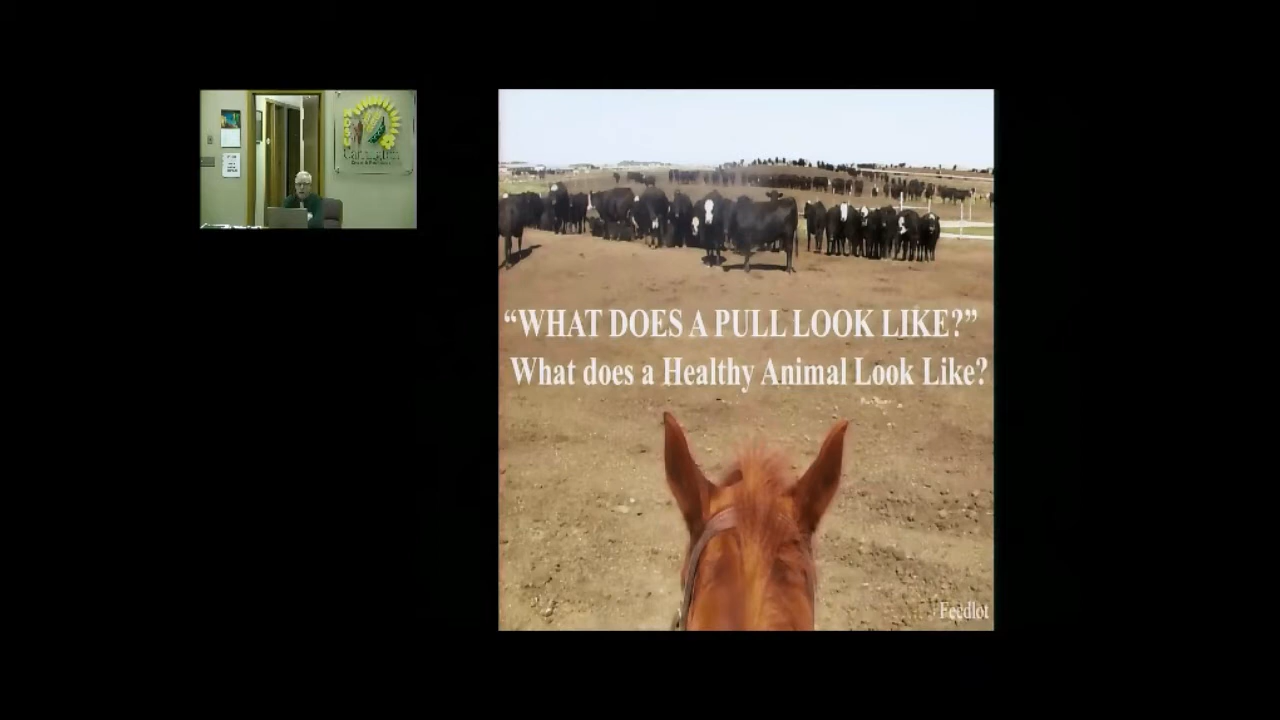 “WHAT DOES A PULL LOOK LIKE?”
What does a Healthy Animal Look Like?
Feedlot